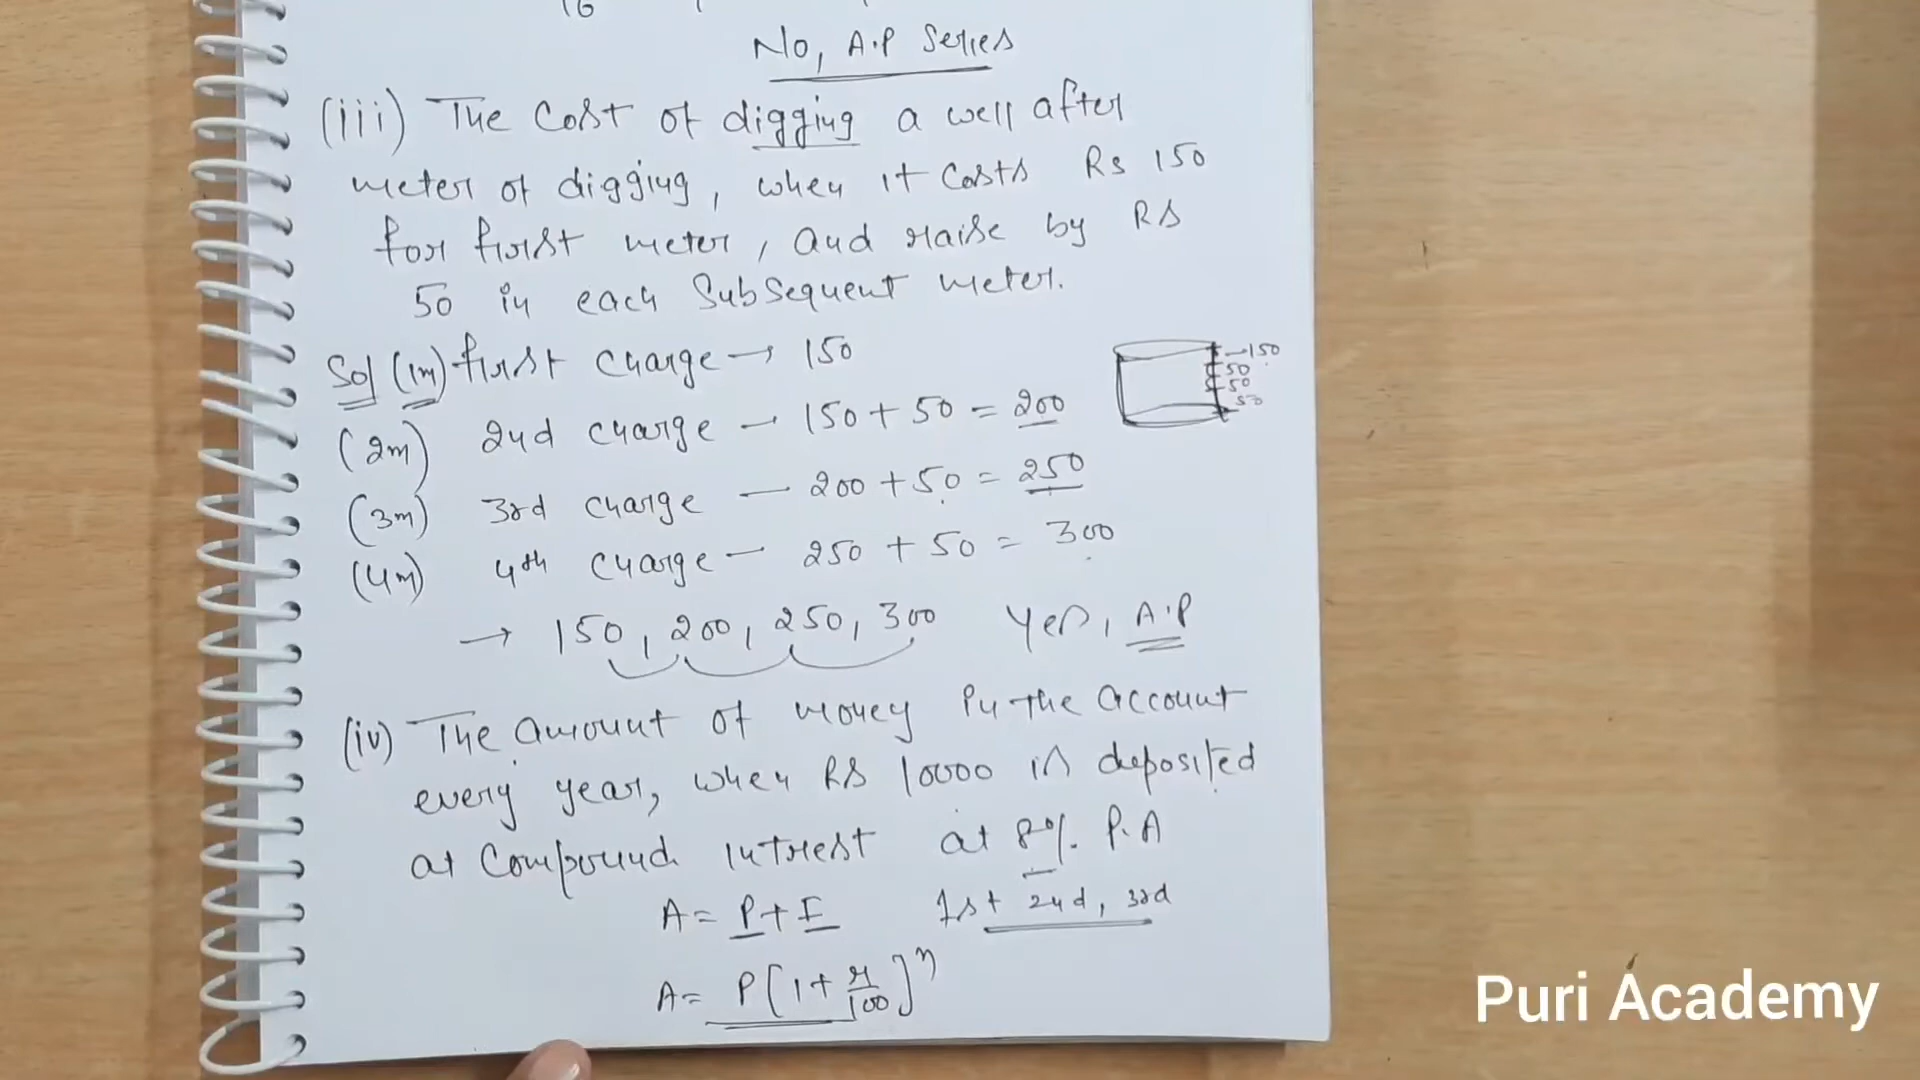 16
No, A.P Series
(iii) The Cost of digging a well after
meter of digging, when it Costs Rs 150
for first meter, and raise by RS
50 in each Subsequent meter.
Sol (1m) first charge → 150
(2m) 2nd charge — 150 + 50 = 200
(3m) 3rd charge — 200 + 50 = 250
(4m) 4th charge — 250 + 50 = 300
—150
50
50
50
→ 150, 200, 250, 300 Yes, A.P
(iv) The amount of money in the account
every year, when RS 10000 is deposited
at Compound intrest at 8% P.A
A = P + I 1st 2nd, 3rd
A = P[1 + r/100]ⁿ
Puri Academy